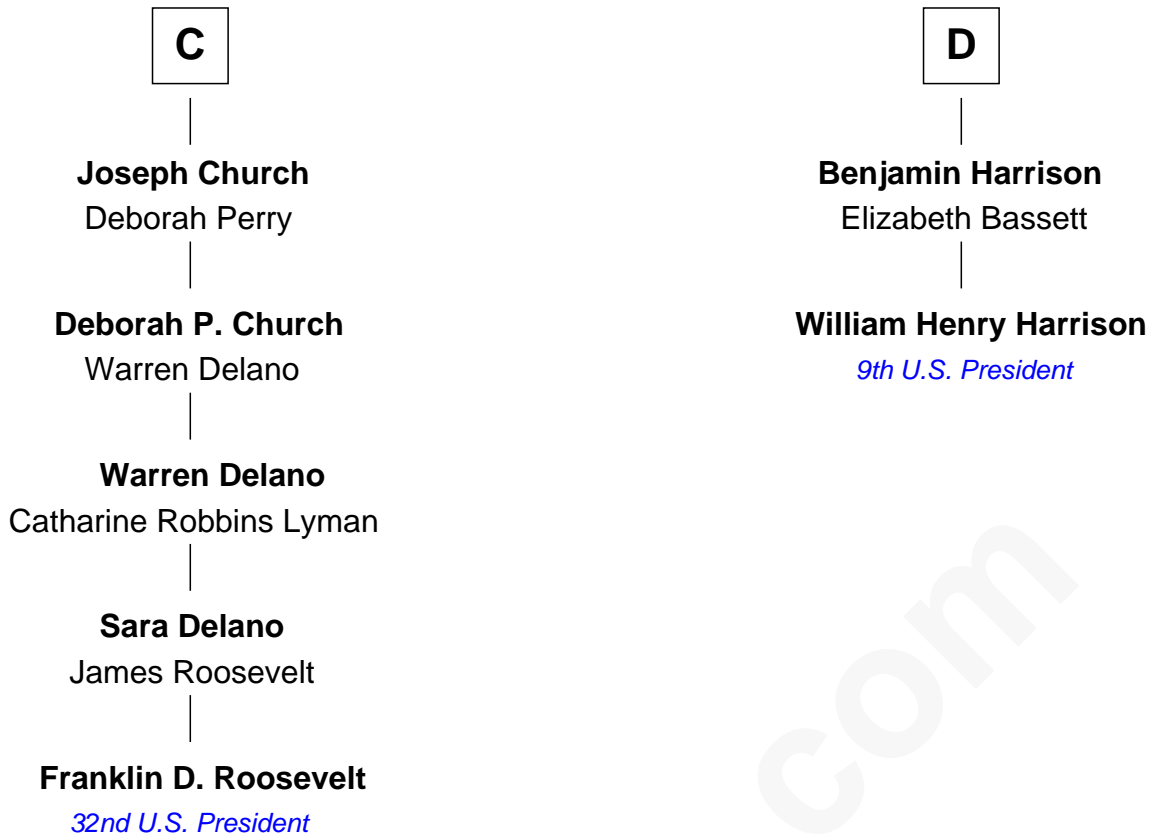 C
Joseph Church
Deborah Perry
Deborah P. Church
Warren Delano
Warren Delano
Catharine Robbins Lyman
Sara Delano
James Roosevelt
Franklin D. Roosevelt
32nd U.S. President
D
Benjamin Harrison
Elizabeth Bassett
William Henry Harrison
9th U.S. President
com